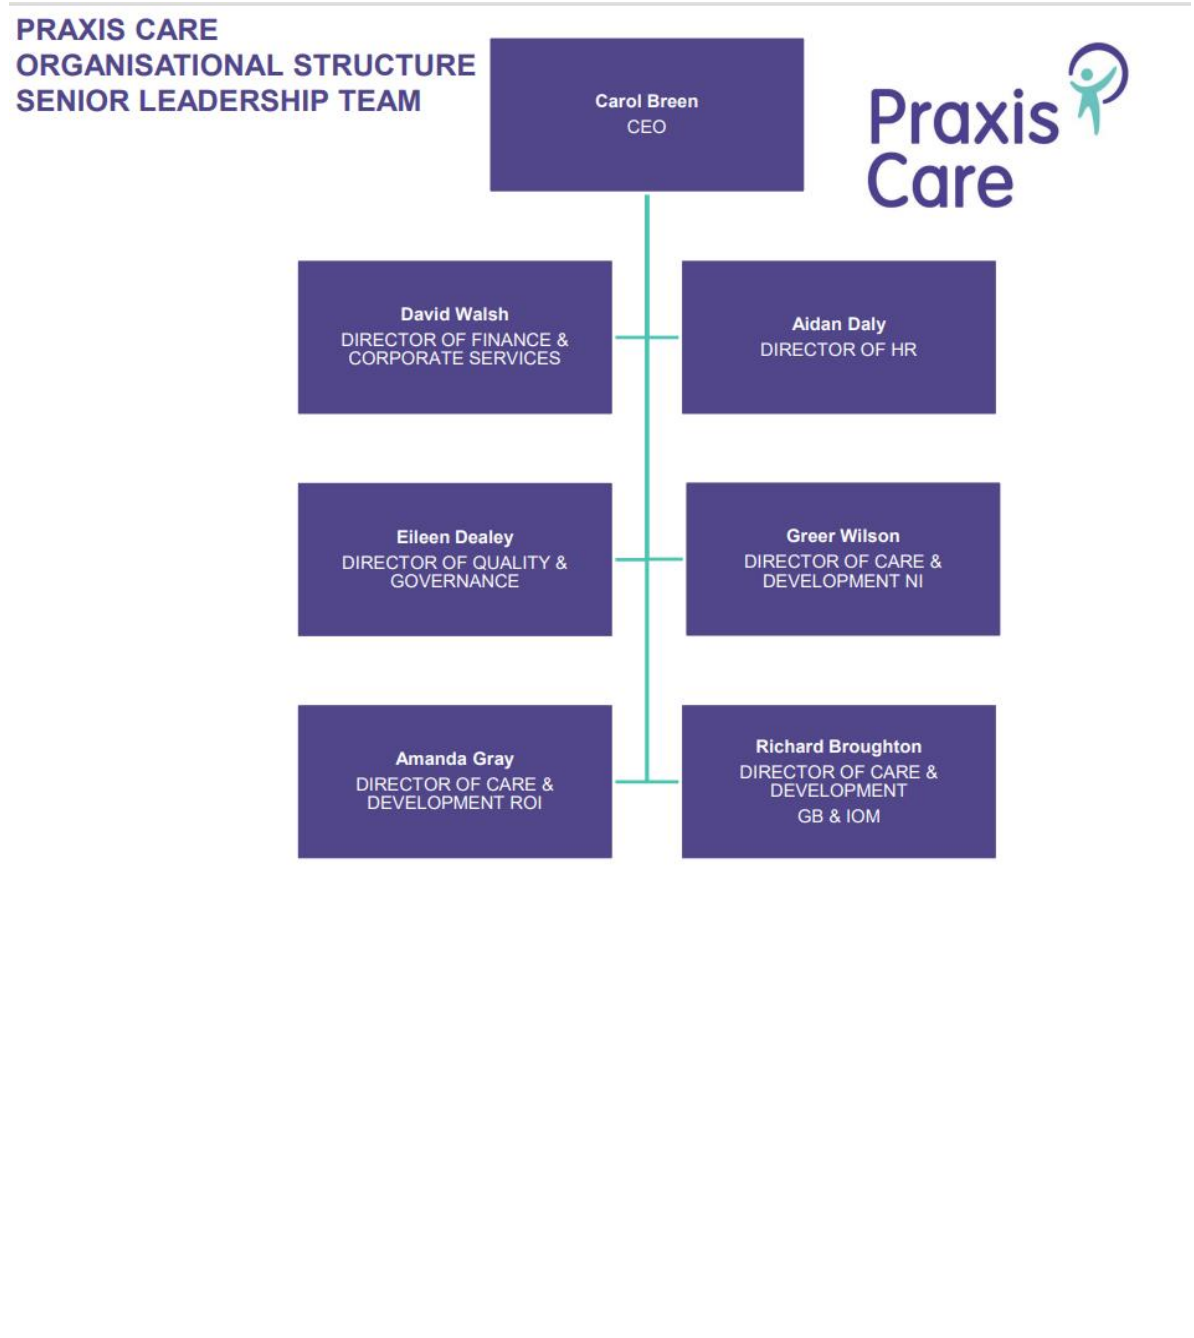 PRAXIS CARE
ORGANISATIONAL STRUCTURE
SENIOR LEADERSHIP TEAM
Carol Breen
CEO
Praxis
Care
David Walsh
DIRECTOR OF FINANCE &
CORPORATE SERVICES
Aidan Daly
DIRECTOR OF HR
Eileen Dealey
DIRECTOR OF QUALITY &
GOVERNANCE
Greer Wilson
DIRECTOR OF CARE &
DEVELOPMENT NI
Amanda Gray
DIRECTOR OF CARE &
DEVELOPMENT ROI
Richard Broughton
DIRECTOR OF CARE &
DEVELOPMENT
GB & IOM